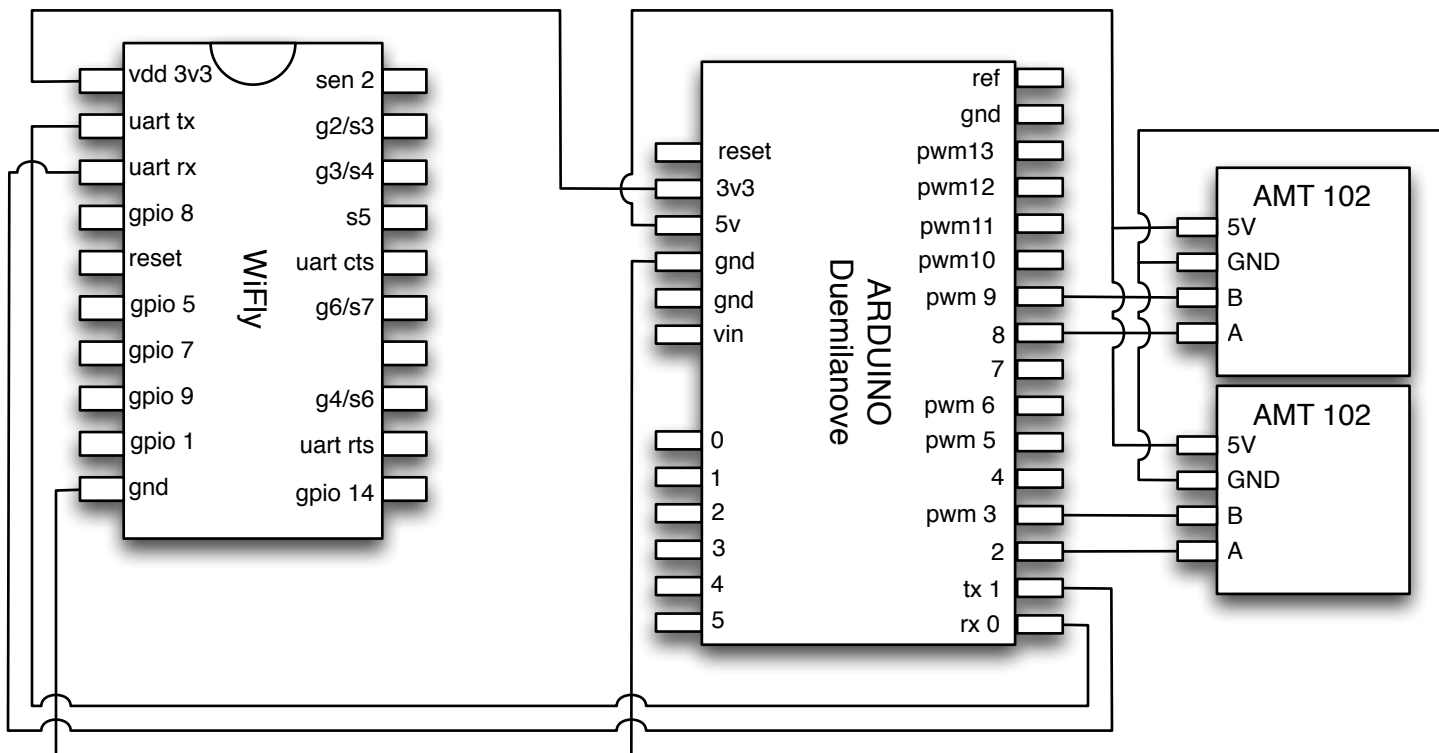 vdd 3v3
uart tx
uart rx
gpio 8
reset
gpio 5
gpio 7
gpio 9
gpio 1
gnd
WiFly
sen 2
g2/s3
g3/s4
s5
uart cts
g6/s7
g4/s6
uart rts
gpio 14
reset
3v3
5v
gnd
gnd
vin
0
1
2
3
4
5
ARDUINO
Duemilanove
ref
gnd
pwm13
pwm12
pwm11
pwm10
pwm 9
8
7
pwm 6
pwm 5
4
pwm 3
2
tx 1
rx 0
AMT 102
5V
GND
B
A
AMT 102
5V
GND
B
A